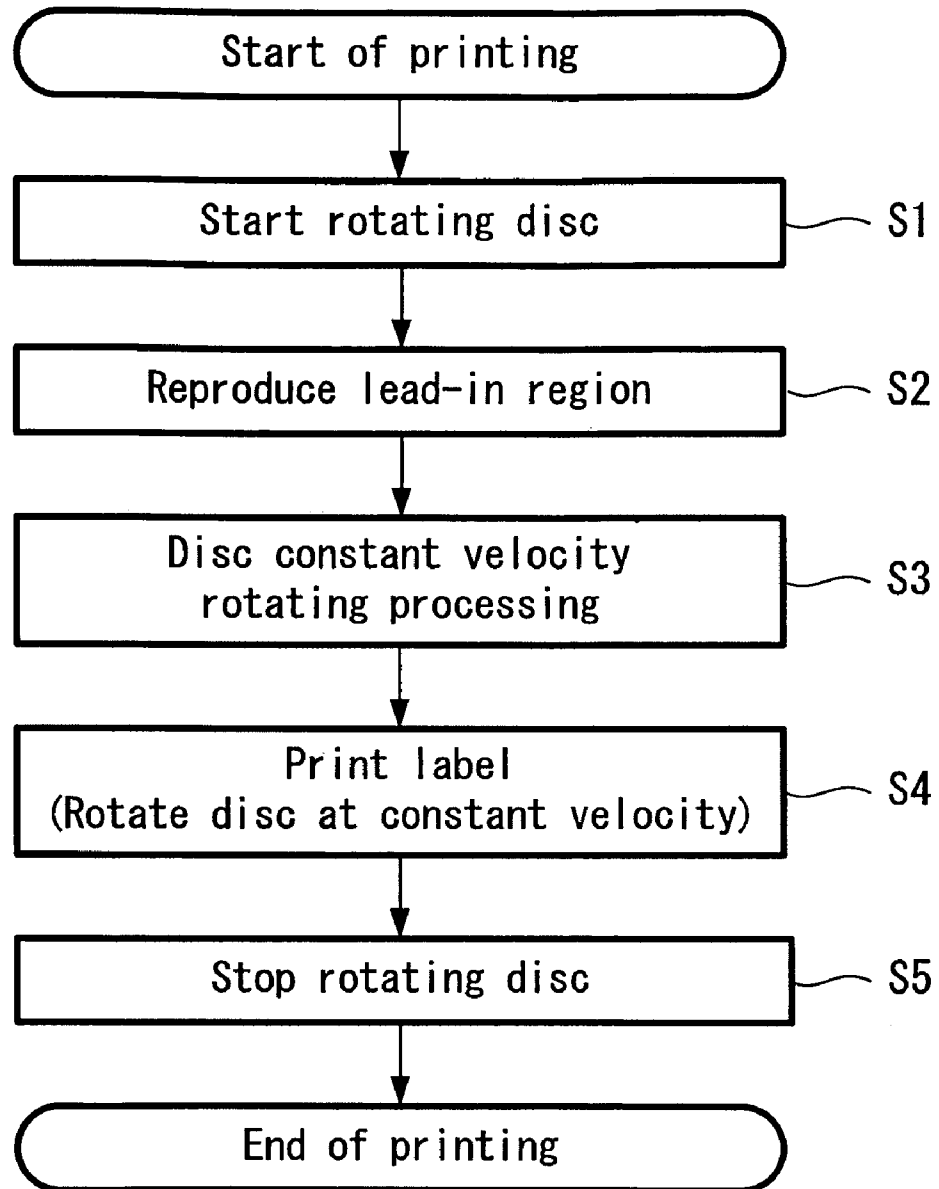 Start of printing
Start rotating disc
S1
Reproduce lead-in region
S2
Disc constant velocity
rotating processing
S3
Print label
(Rotate disc at constant velocity)
S4
Stop rotating disc
S5
End of printing